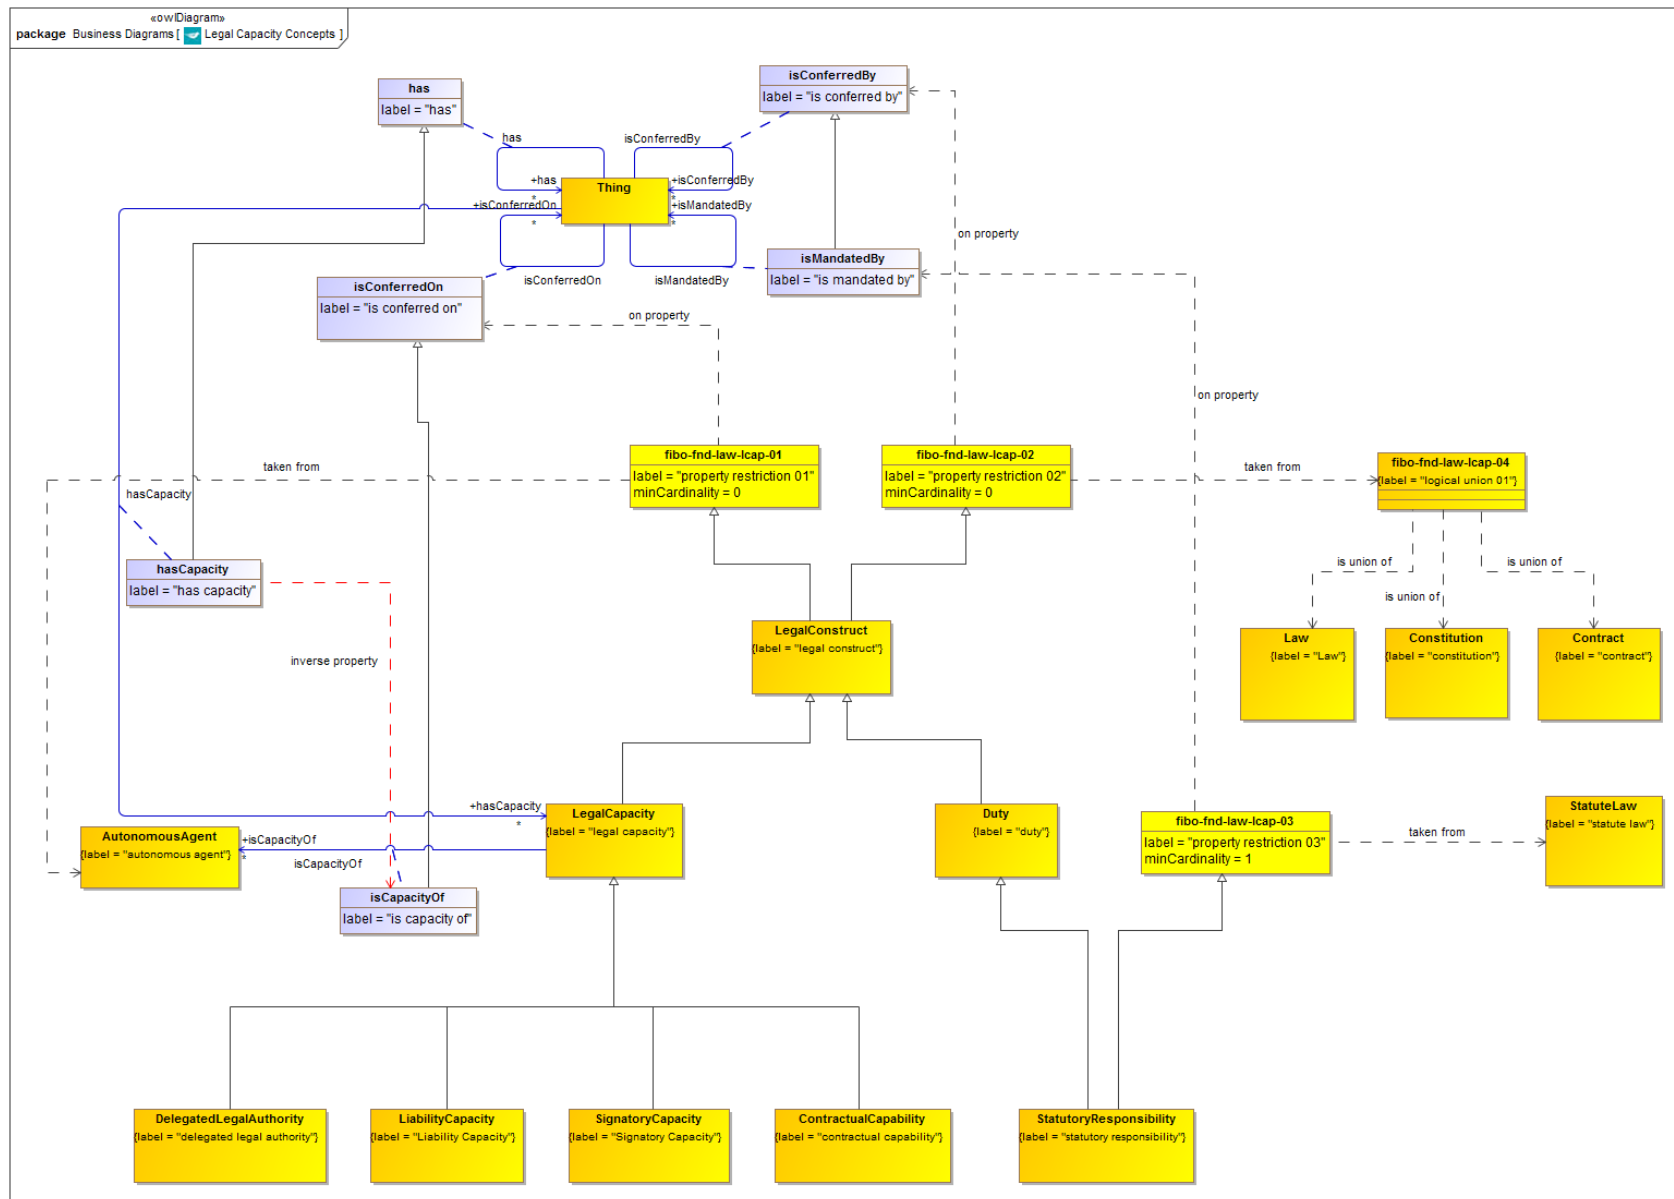 «owlDiagram»
package Business Diagrams [ Legal Capacity Concepts ]
has
label = "has"
isConferredBy
label = "is conferred by"
has
isConferredBy
+has
*
Thing
+isConferredBy
*
+isConferredOn
*
+isMandatedBy
*
on property
isConferredOn
isMandatedBy
isMandatedBy
label = "is mandated by"
isConferredOn
label = "is conferred on"
on property
on property
taken from
hasCapacity
fibo-fnd-law-lcap-01
label = "property restriction 01"
minCardinality = 0
fibo-fnd-law-lcap-02
label = "property restriction 02"
minCardinality = 0
taken from
fibo-fnd-law-lcap-04
{label = "logical union 01"}
is union of
is union of
is union of
hasCapacity
label = "has capacity"
inverse property
LegalConstruct
{label = "legal construct"}
Law
{label = "Law"}
Constitution
{label = "constitution"}
Contract
{label = "contract"}
+hasCapacity
*
LegalCapacity
{label = "legal capacity"}
Duty
{label = "duty"}
fibo-fnd-law-lcap-03
label = "property restriction 03"
minCardinality = 1
taken from
StatuteLaw
{label = "statute law"}
AutonomousAgent
{label = "autonomous agent"}
+isCapacityOf
*
isCapacityOf
isCapacityOf
label = "is capacity of"
DelegatedLegalAuthority
{label = "delegated legal authority"}
LiabilityCapacity
{label = "Liability Capacity"}
SignatoryCapacity
{label = "Signatory Capacity"}
ContractualCapability
{label = "contractual capability"}
StatutoryResponsibility
{label = "statutory responsibility"}